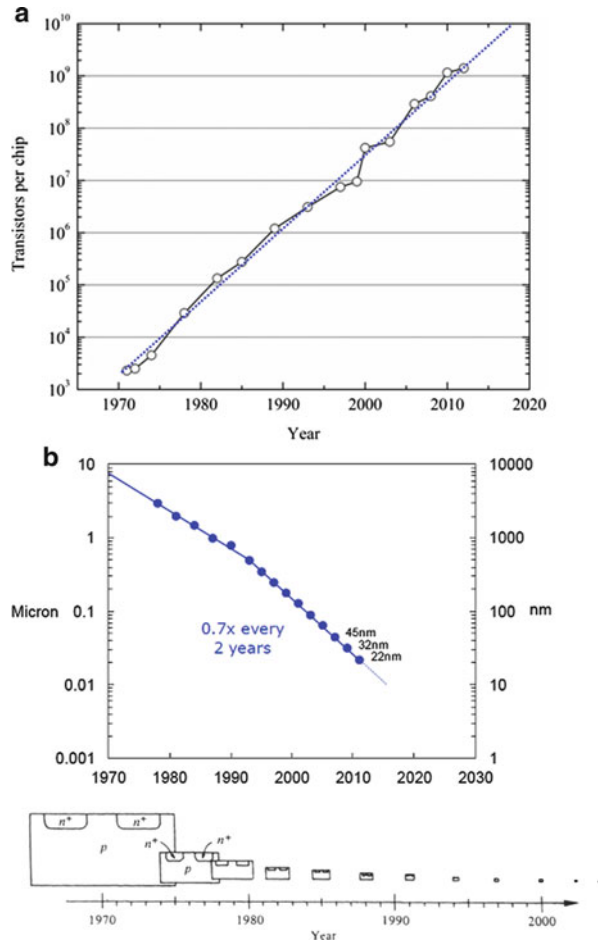 a
10^10
10^9
10^8
10^7
10^6
10^5
10^4
10^3
Transistors per chip
1970 1980 1990 2000 2010 2020
Year
b
10 10000
1 1000
Micron 0.1 100 nm
0.01 10
0.001 1
0.7x every
2 years
45nm
32nm
22nm
1970 1980 1990 2000 2010 2020 2030
n+ n+ n+ n+
p p
1970 1980 1990 2000
Year